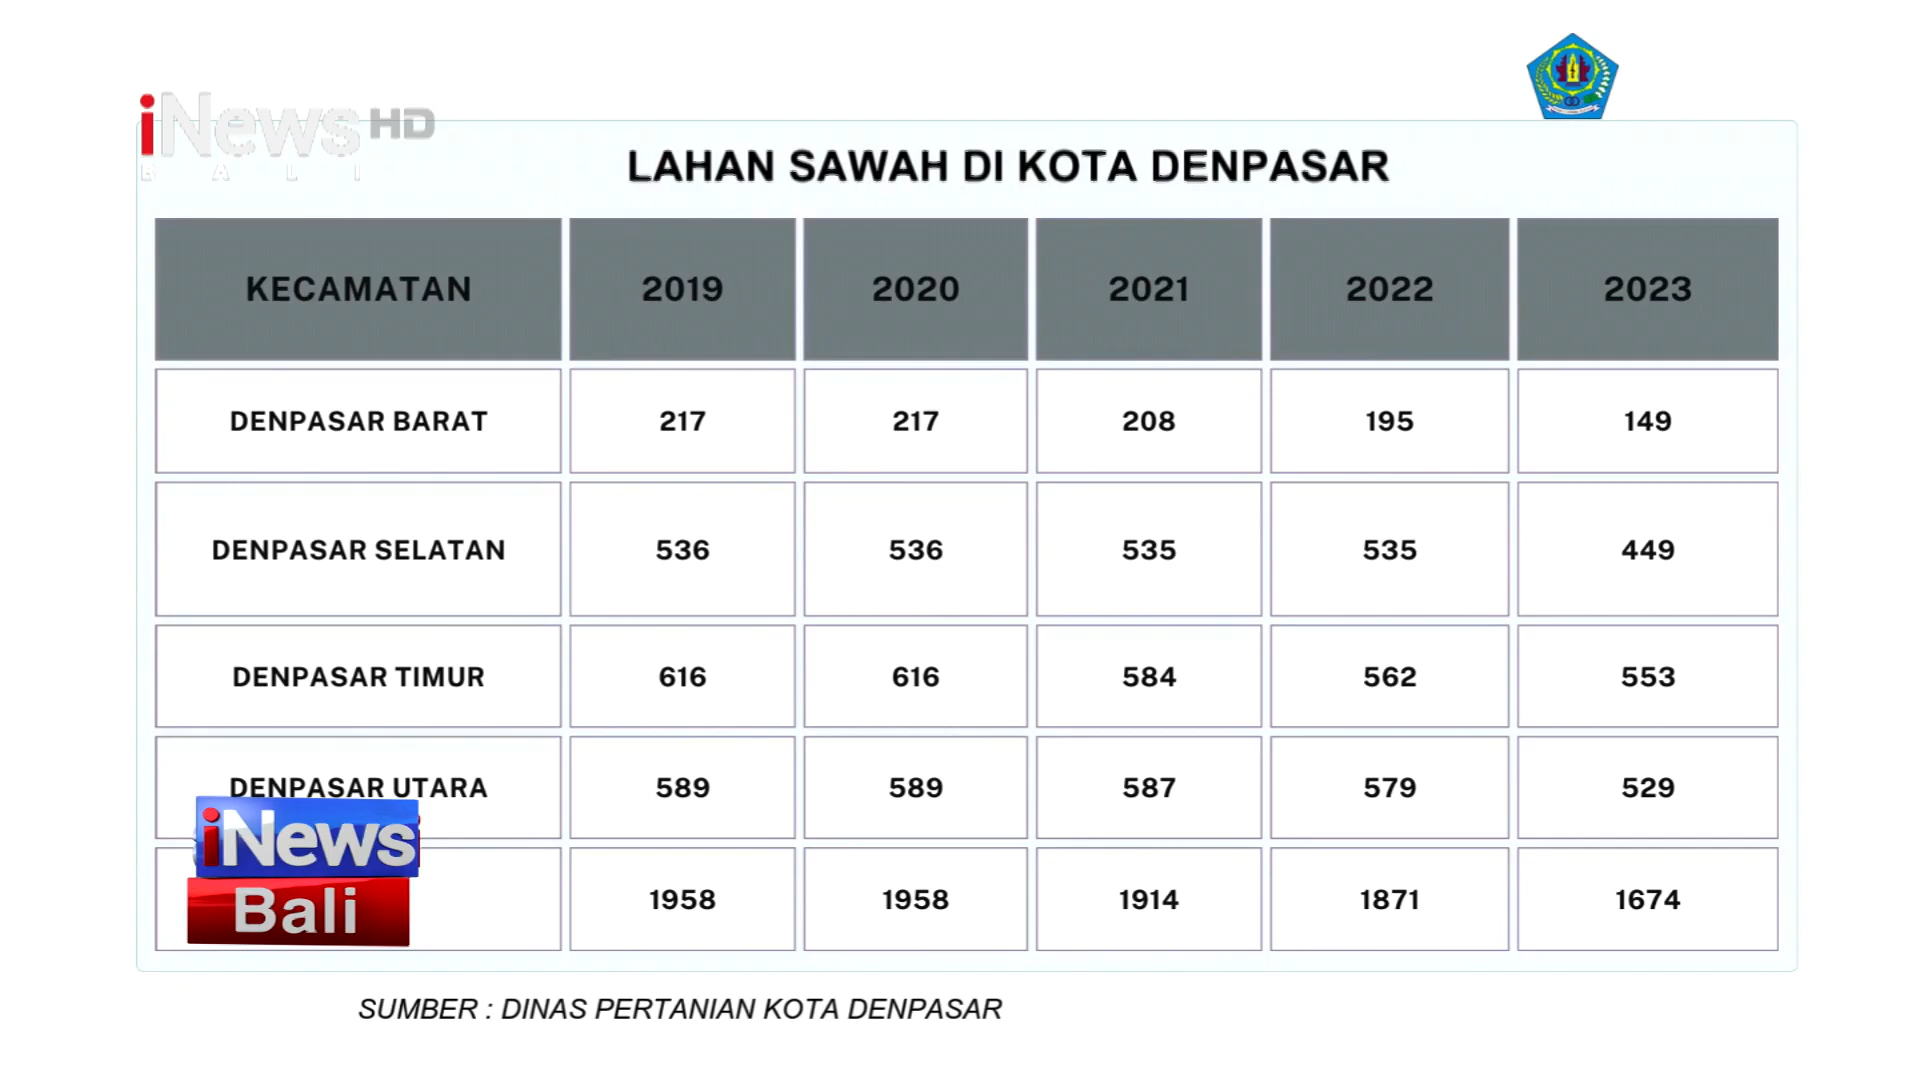 iNews HD
BALI
LAHAN SAWAH DI KOTA DENPASAR
KECAMATAN 2019 2020 2021 2022 2023
DENPASAR BARAT 217 217 208 195 149
DENPASAR SELATAN 536 536 535 535 449
DENPASAR TIMUR 616 616 584 562 553
DENPASAR UTARA 589 589 587 579 529
iNews
Bali
1958 1958 1914 1871 1674
SUMBER : DINAS PERTANIAN KOTA DENPASAR